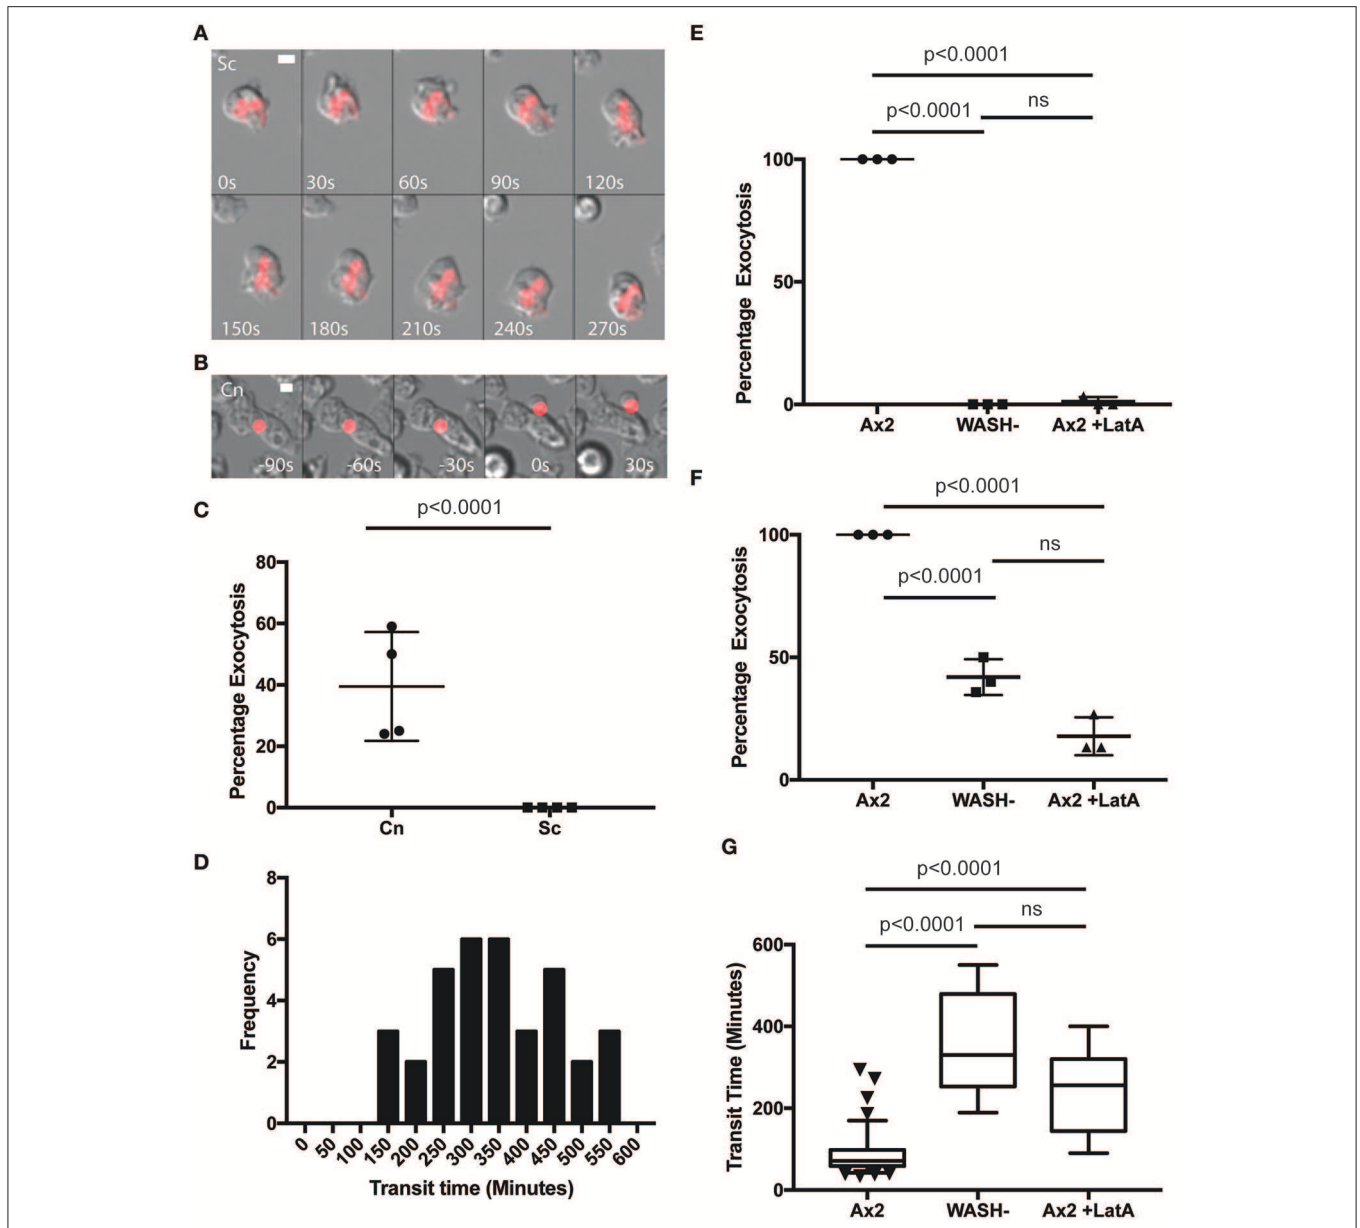 A
Sc
0s 30s 60s 90s 120s
150s 180s 210s 240s 270s
B
Cn
-90s -60s -30s 0s 30s
C
p<0.0001
80
60
40
20
0
Percentage Exocytosis
Cn Sc
D
8
6
4
2
0
Frequency
0 50 100 150 200 250 300 350 400 450 500 550 600
Transit time (Minutes)
E
p<0.0001
p<0.0001 ns
100
50
0
Percentage Exocytosis
Ax2 WASH- Ax2 +LatA
F
p<0.0001
ns
p<0.0001
100
50
0
Percentage Exocytosis
Ax2 WASH- Ax2 +LatA
G
p<0.0001
p<0.0001 ns
600
400
200
0
Transit Time (Minutes)
Ax2 WASH- Ax2 +LatA